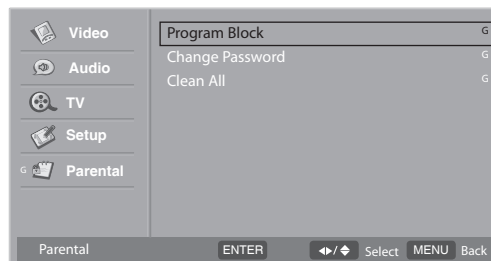 Video
Audio
TV
Setup
G Parental
Program Block G
Change Password G
Clean All G
Parental ENTER / Select MENU Back